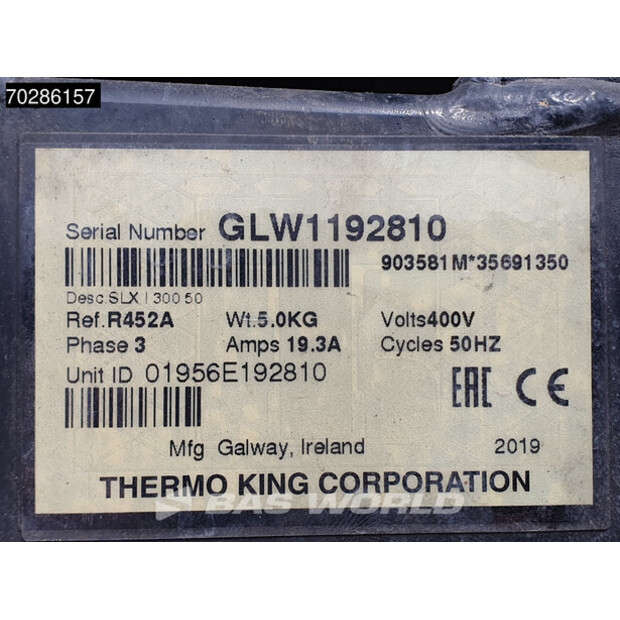 70286157
Serial Number GLW1192810
903581M*35691350
Desc.SLX I 300 50
Ref.R452A Wt.5.0KG Volts400V
Phase 3 Amps 19.3A Cycles 50HZ
Unit ID 01956E192810
EAC CE
Mfg Galway, Ireland 2019
THERMO KING CORPORATION
BAS WORLD